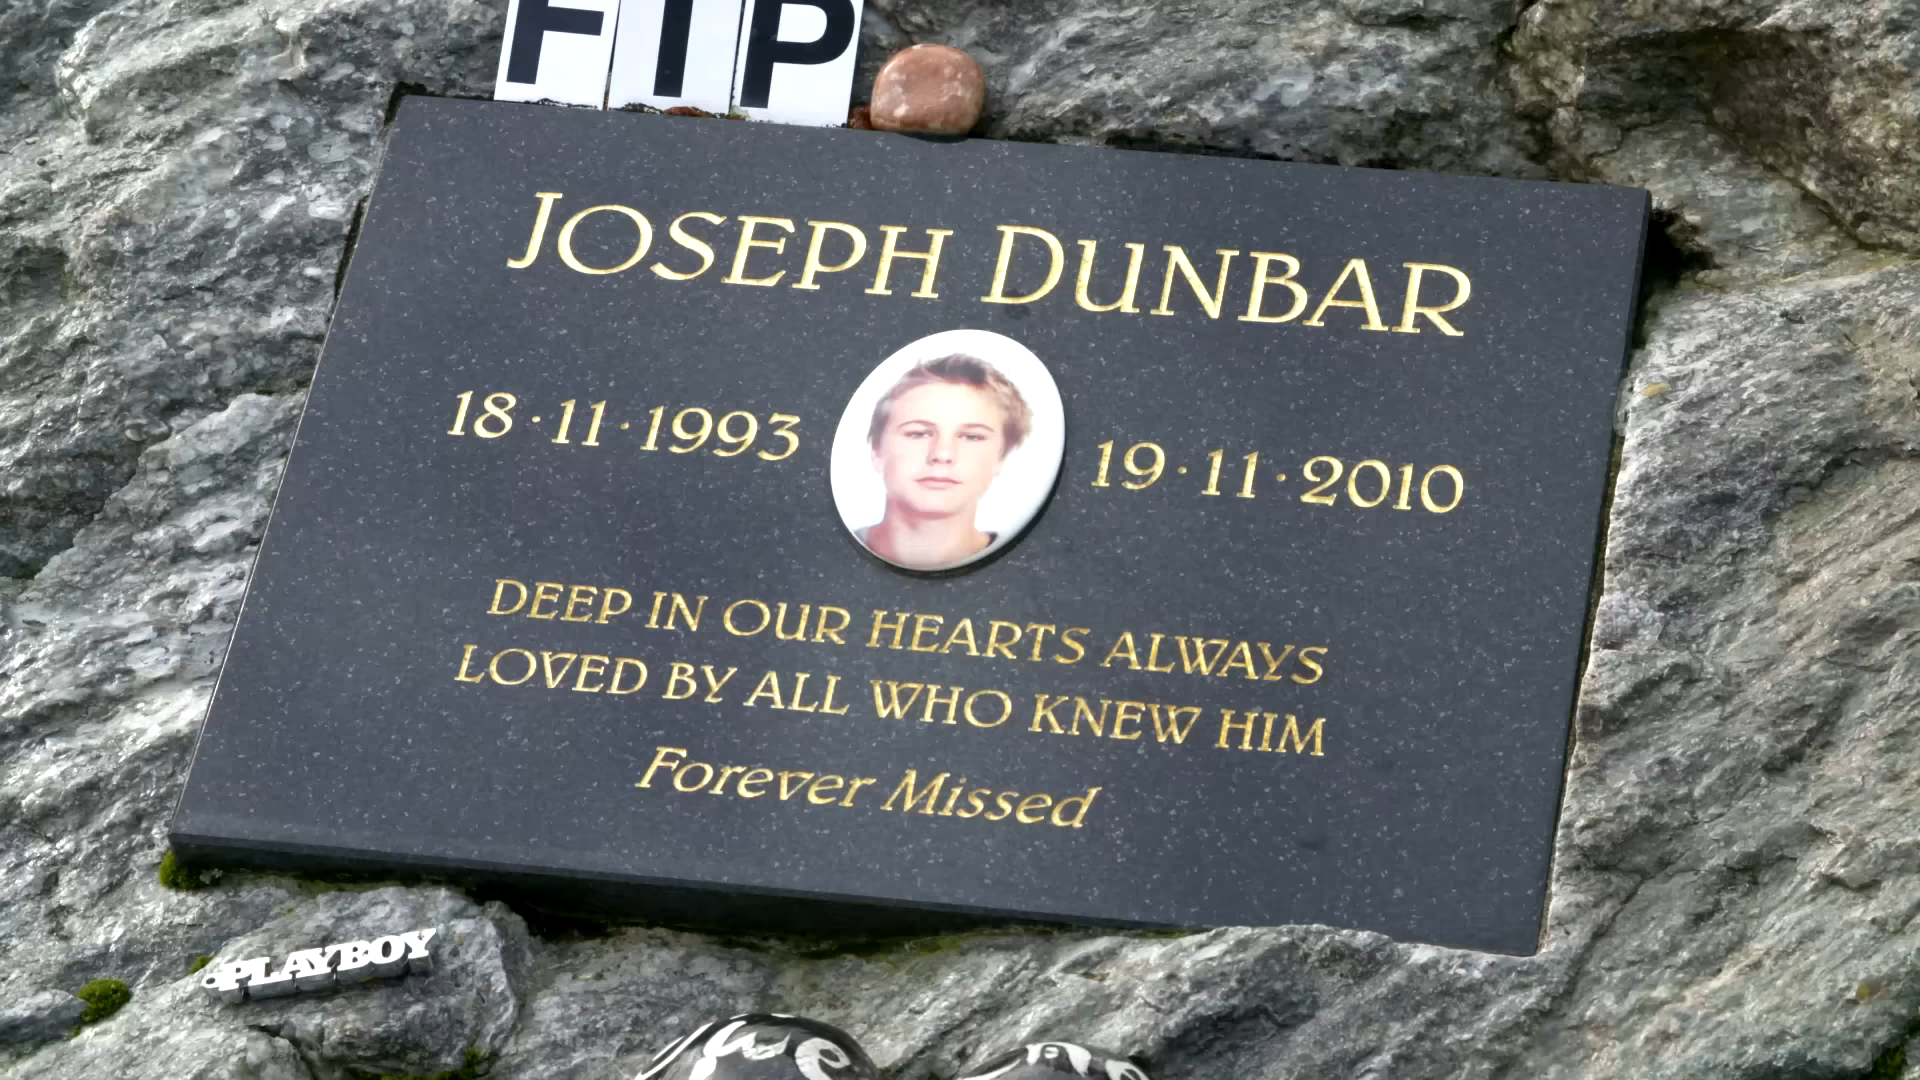 FTP
JOSEPH DUNBAR
18·11·1993
19·11·2010
DEEP IN OUR HEARTS ALWAYS
LOVED BY ALL WHO KNEW HIM
Forever Missed
PLAYBOY